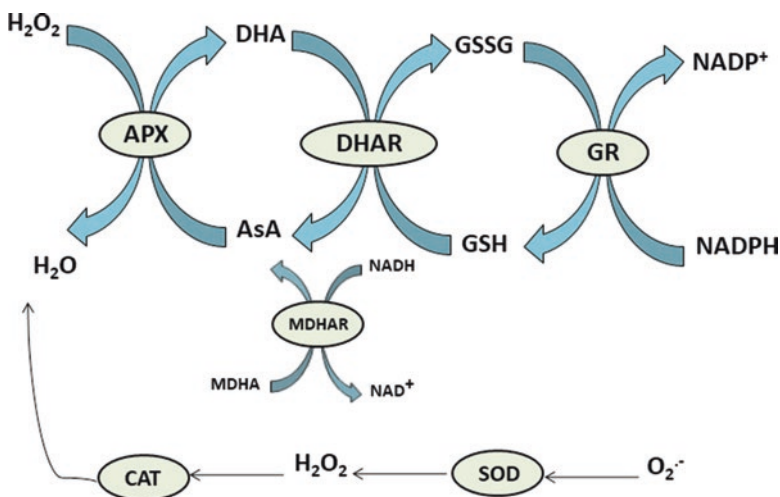 H₂O₂
DHA
GSSG
NADP⁺
APX
DHAR
GR
AsA
GSH
NADPH
H₂O
NADH
MDHAR
MDHA
NAD⁺
CAT
H₂O₂
SOD
O₂·⁻